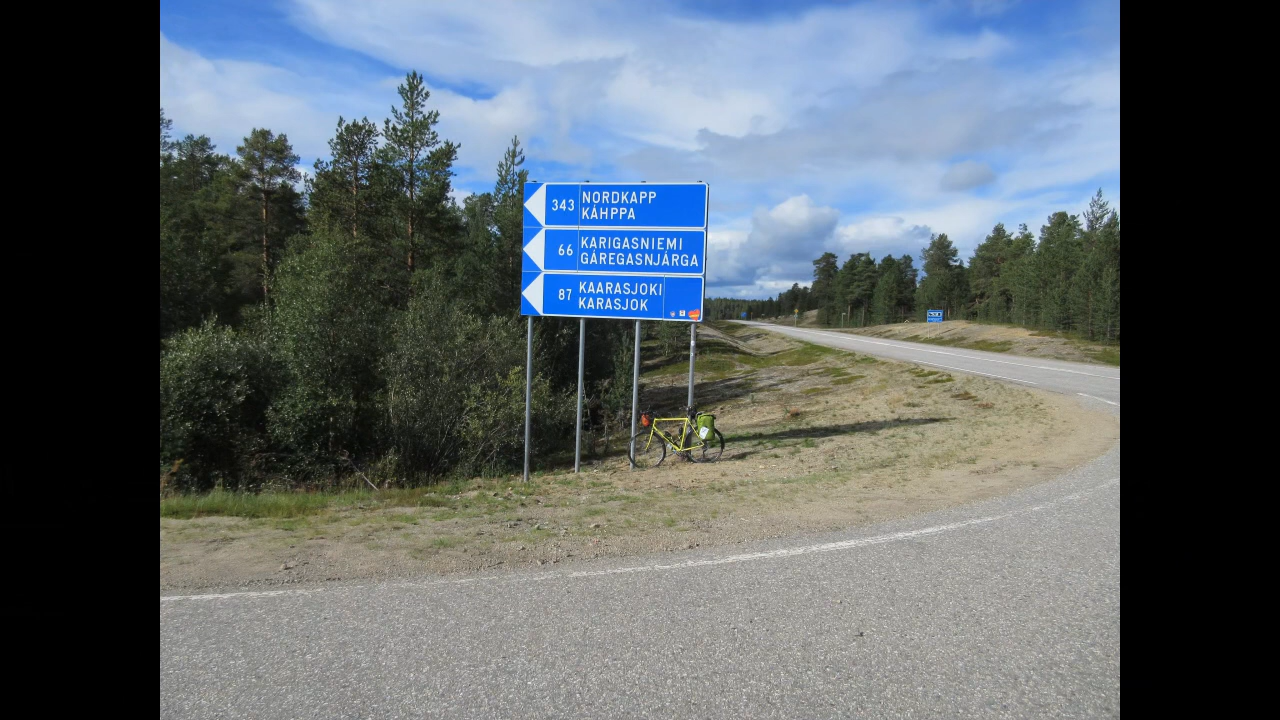 343 NORDKAPP
KÁHPPA
66 KARIGASNIEMI
GÁREGASNJÁRGA
87 KAARASJOKI
KARASJOK